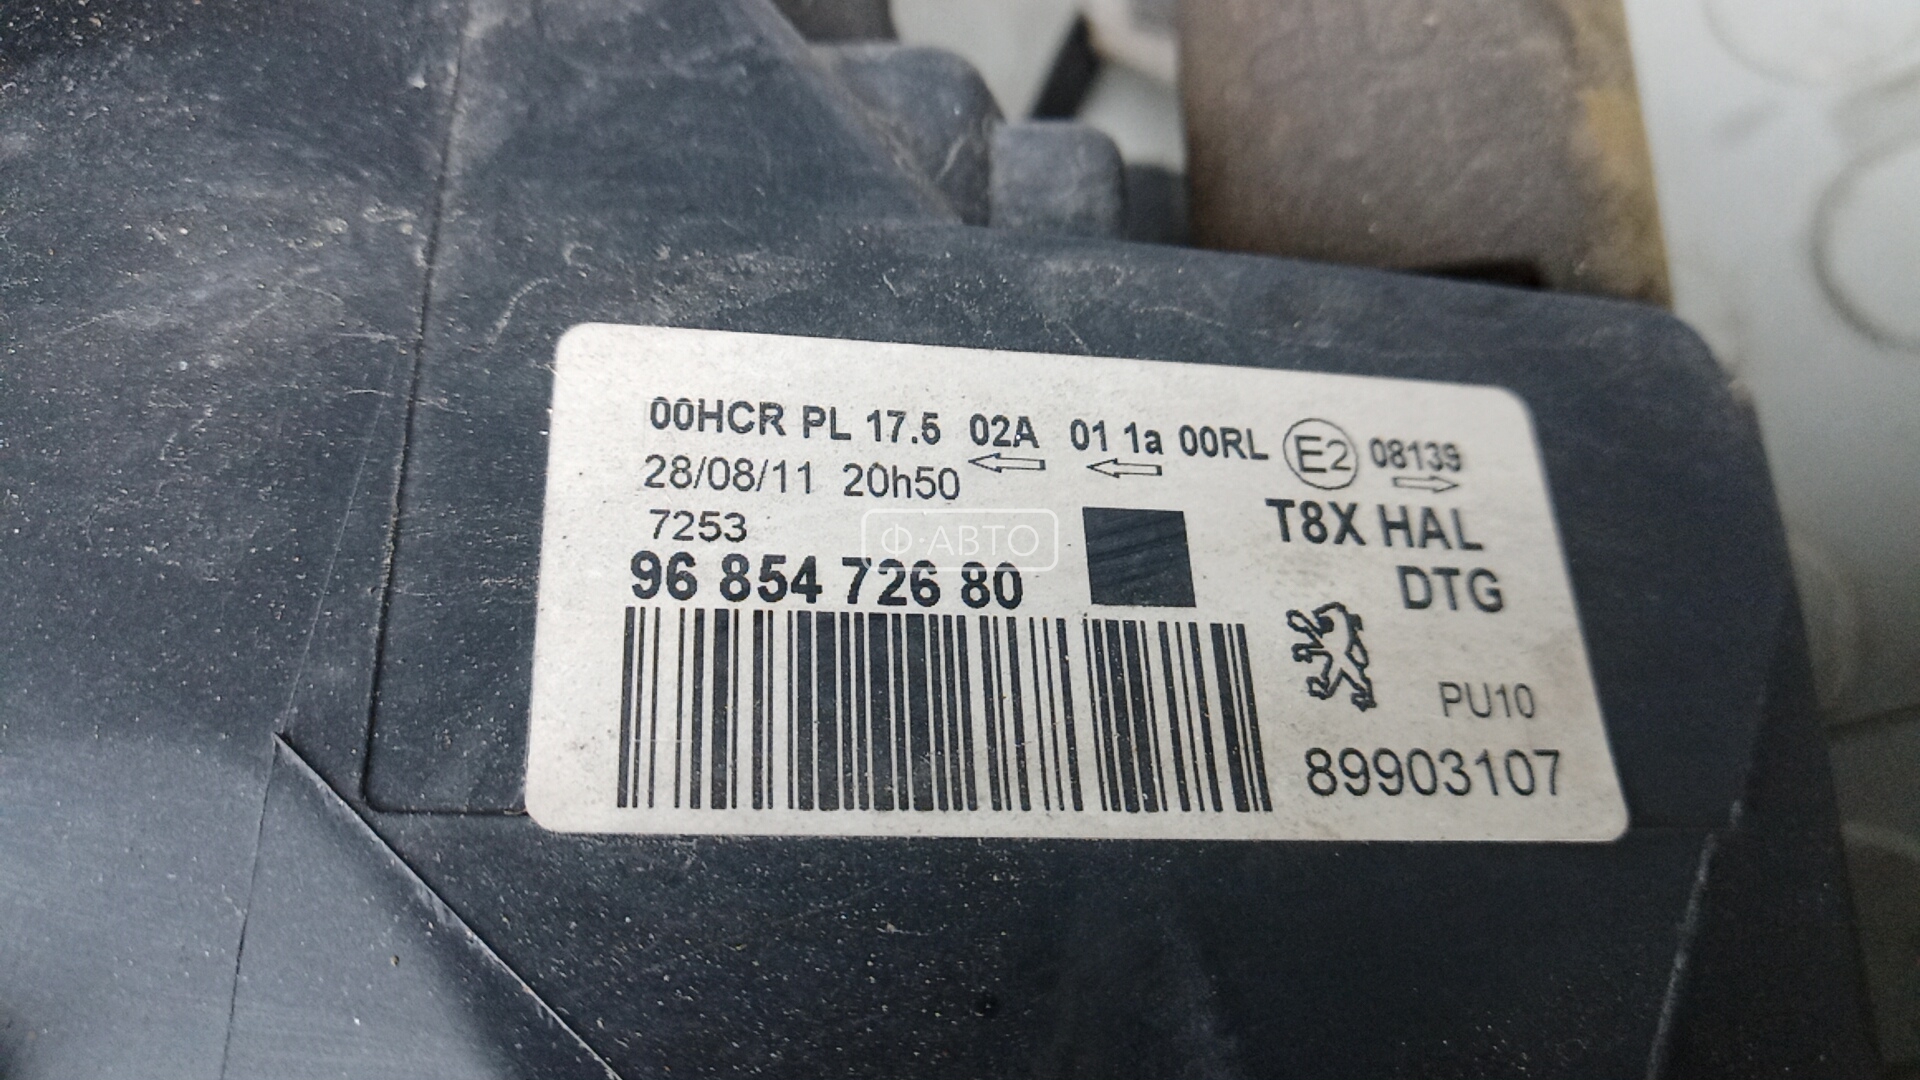 00HCR PL 17.5 02A 01 1a 00RL E2 08139
28/08/11 20h50
7253
T8X HAL
96 854 726 80
DTG
PU10
89903107
Ф·АВТО